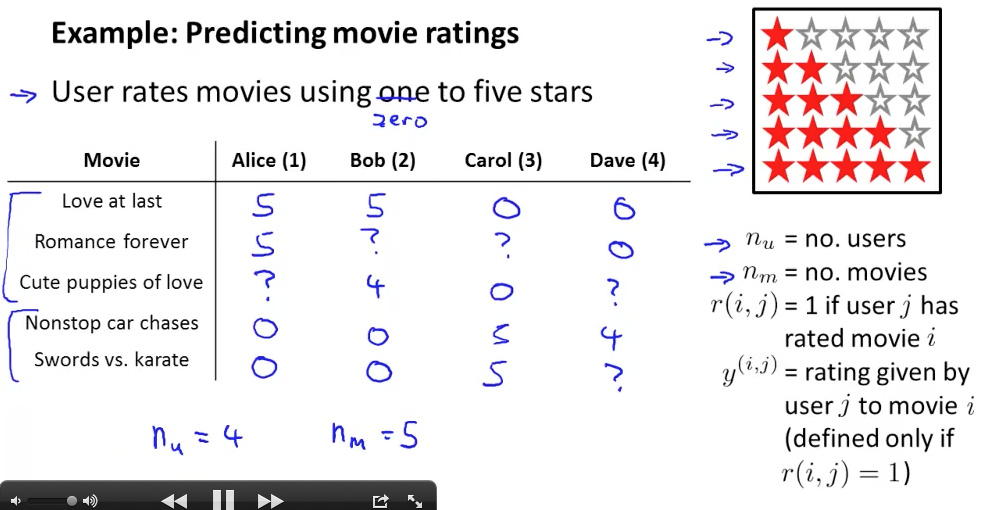 Example: Predicting movie ratings
User rates movies using one to five stars
zero
Movie Alice (1) Bob (2) Carol (3) Dave (4)
Love at last 5 5 0 0
Romance forever 5 ? ? 0
Cute puppies of love ? 4 0 ?
Nonstop car chases 0 0 5 4
Swords vs. karate 0 0 5 ?
n_u = 4 n_m = 5
n_u = no. users
n_m = no. movies
r(i, j) = 1 if user j has
rated movie i
y^(i,j) = rating given by
user j to movie i
(defined only if
r(i, j) = 1)